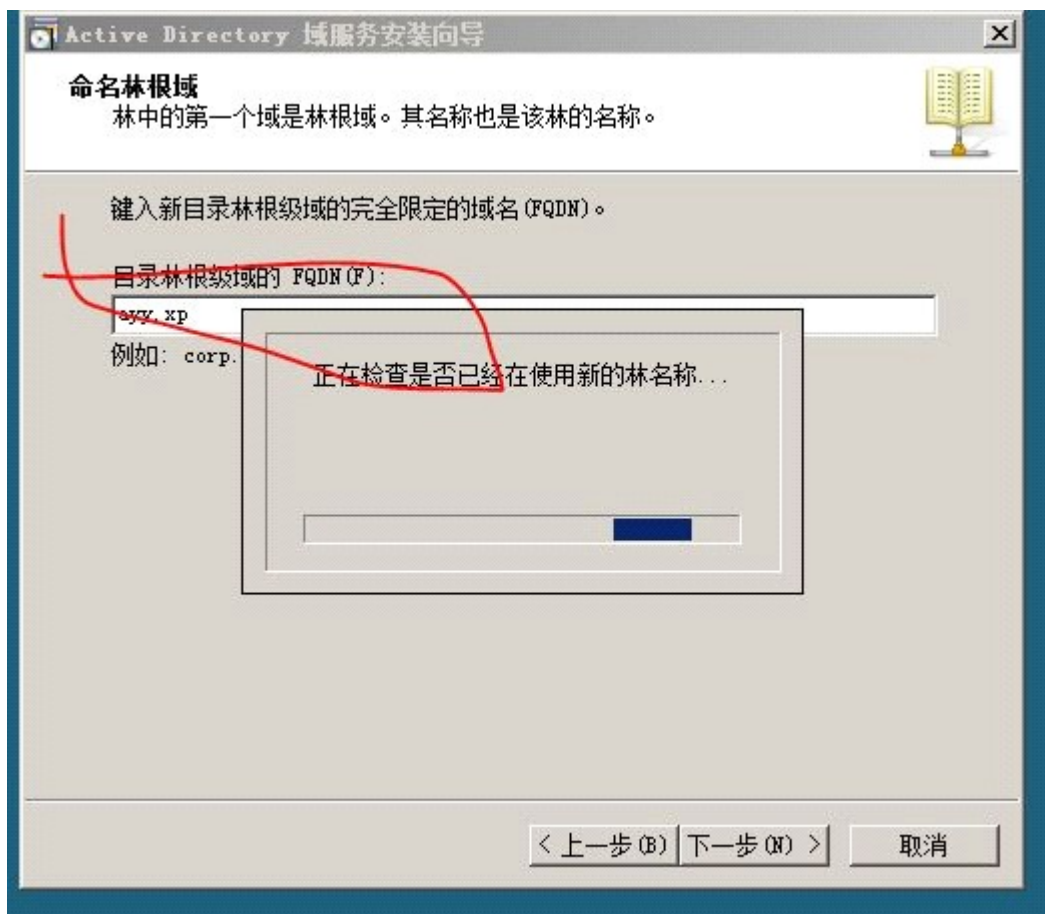 Active Directory 域服务安装向导
命名林根域
林中的第一个域是林根域。其名称也是该林的名称。
键入新目录林根级域的完全限定的域名(FQDN)。
目录林根级域的 FQDN(F):
ayy.xp
例如: corp.
正在检查是否已经在使用新的林名称...
< 上一步(B)
下一步(N) >
取消